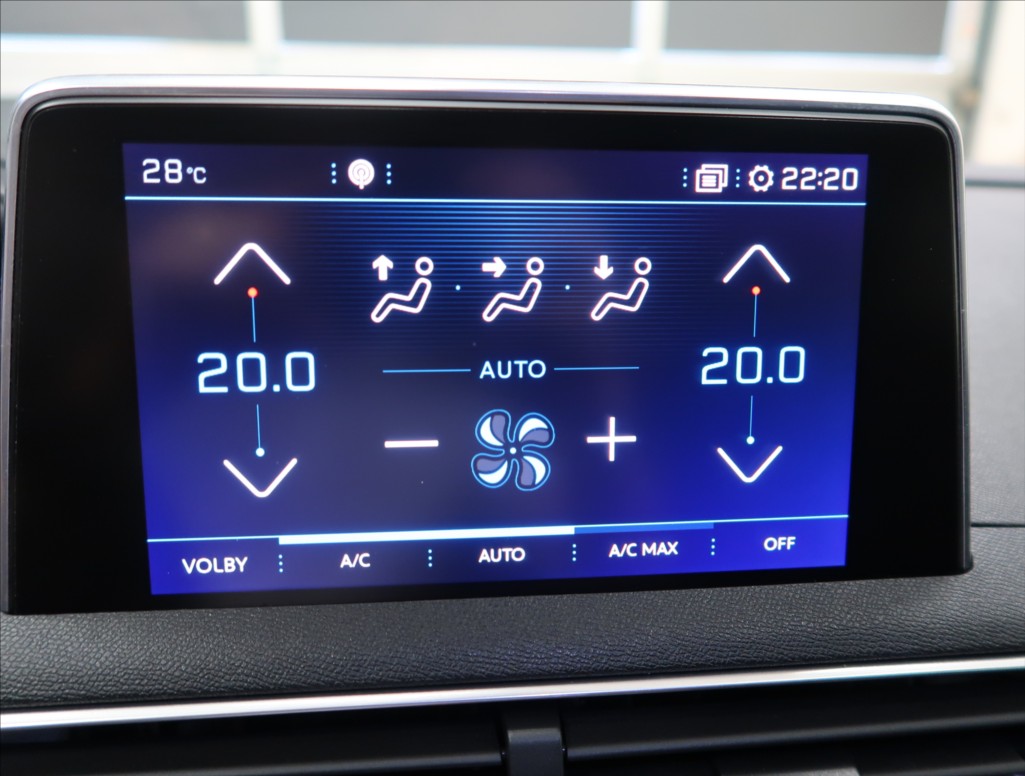 28°C 22:20
20.0 20.0
AUTO
VOLBY A/C AUTO A/C MAX OFF